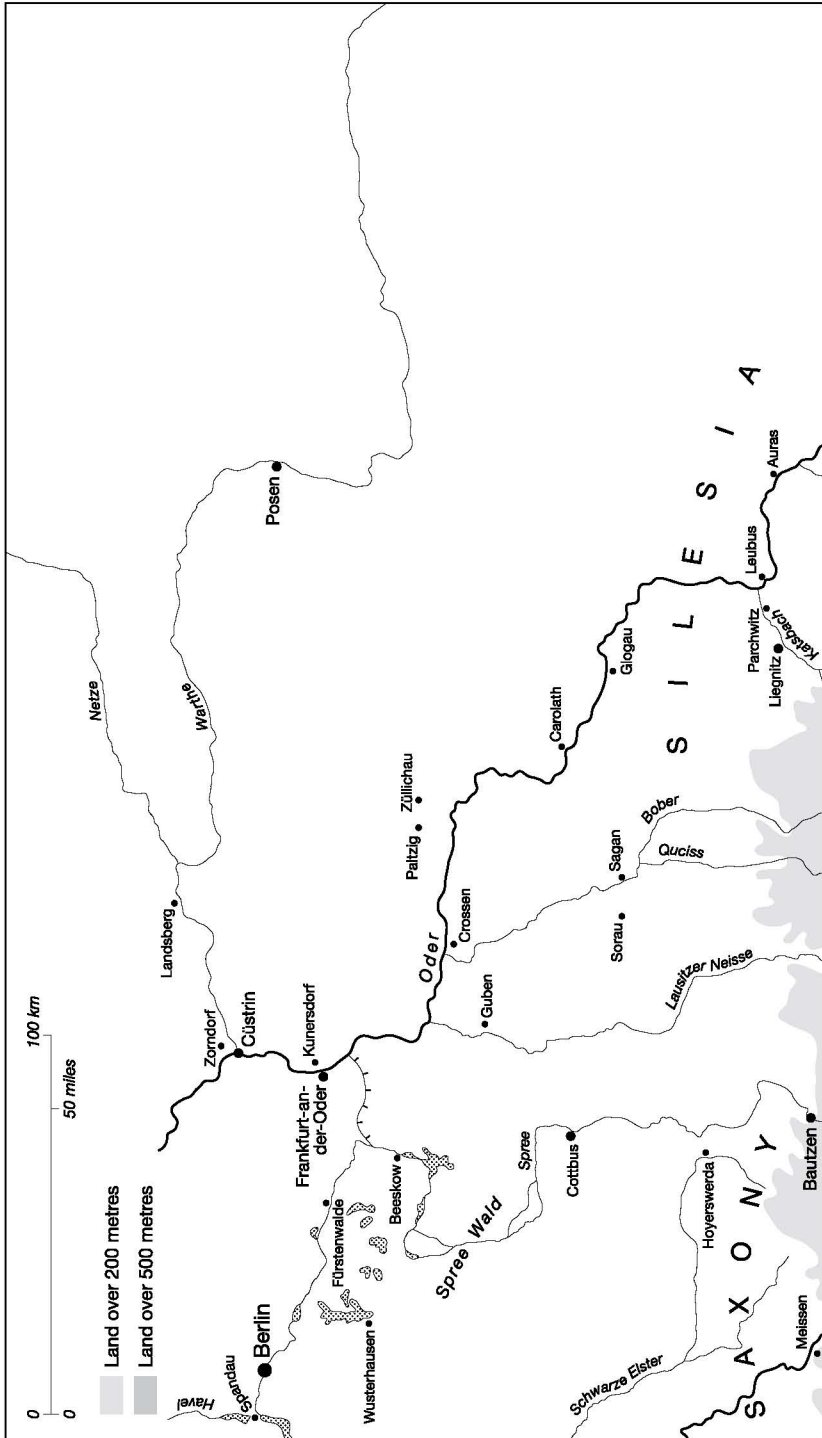 0 100 km
0 50 miles
Land over 200 metres
Land over 500 metres
Havel
Spandau
Berlin
Wusterhausen
Fürstenwalde
Beeskow
Frankfurt-an-
der-Oder
Kunersdorf
Cüstrin
Zorndorf
Landsberg
Netze
Warthe
Posen
Spree Wald
Spree
Cottbus
Guben
Oder
Crossen
Paltzig
Züllichau
Carolath
Glogau
Sorau
Sagan
Bober
Quciss
Lausitzer Neisse
Schwarze Elster
Hoyerswerda
SAXONY
Meissen
Bautzen
SILESIA
Liegnitz
Parchwitz
Katsbach
Leubus
Auras